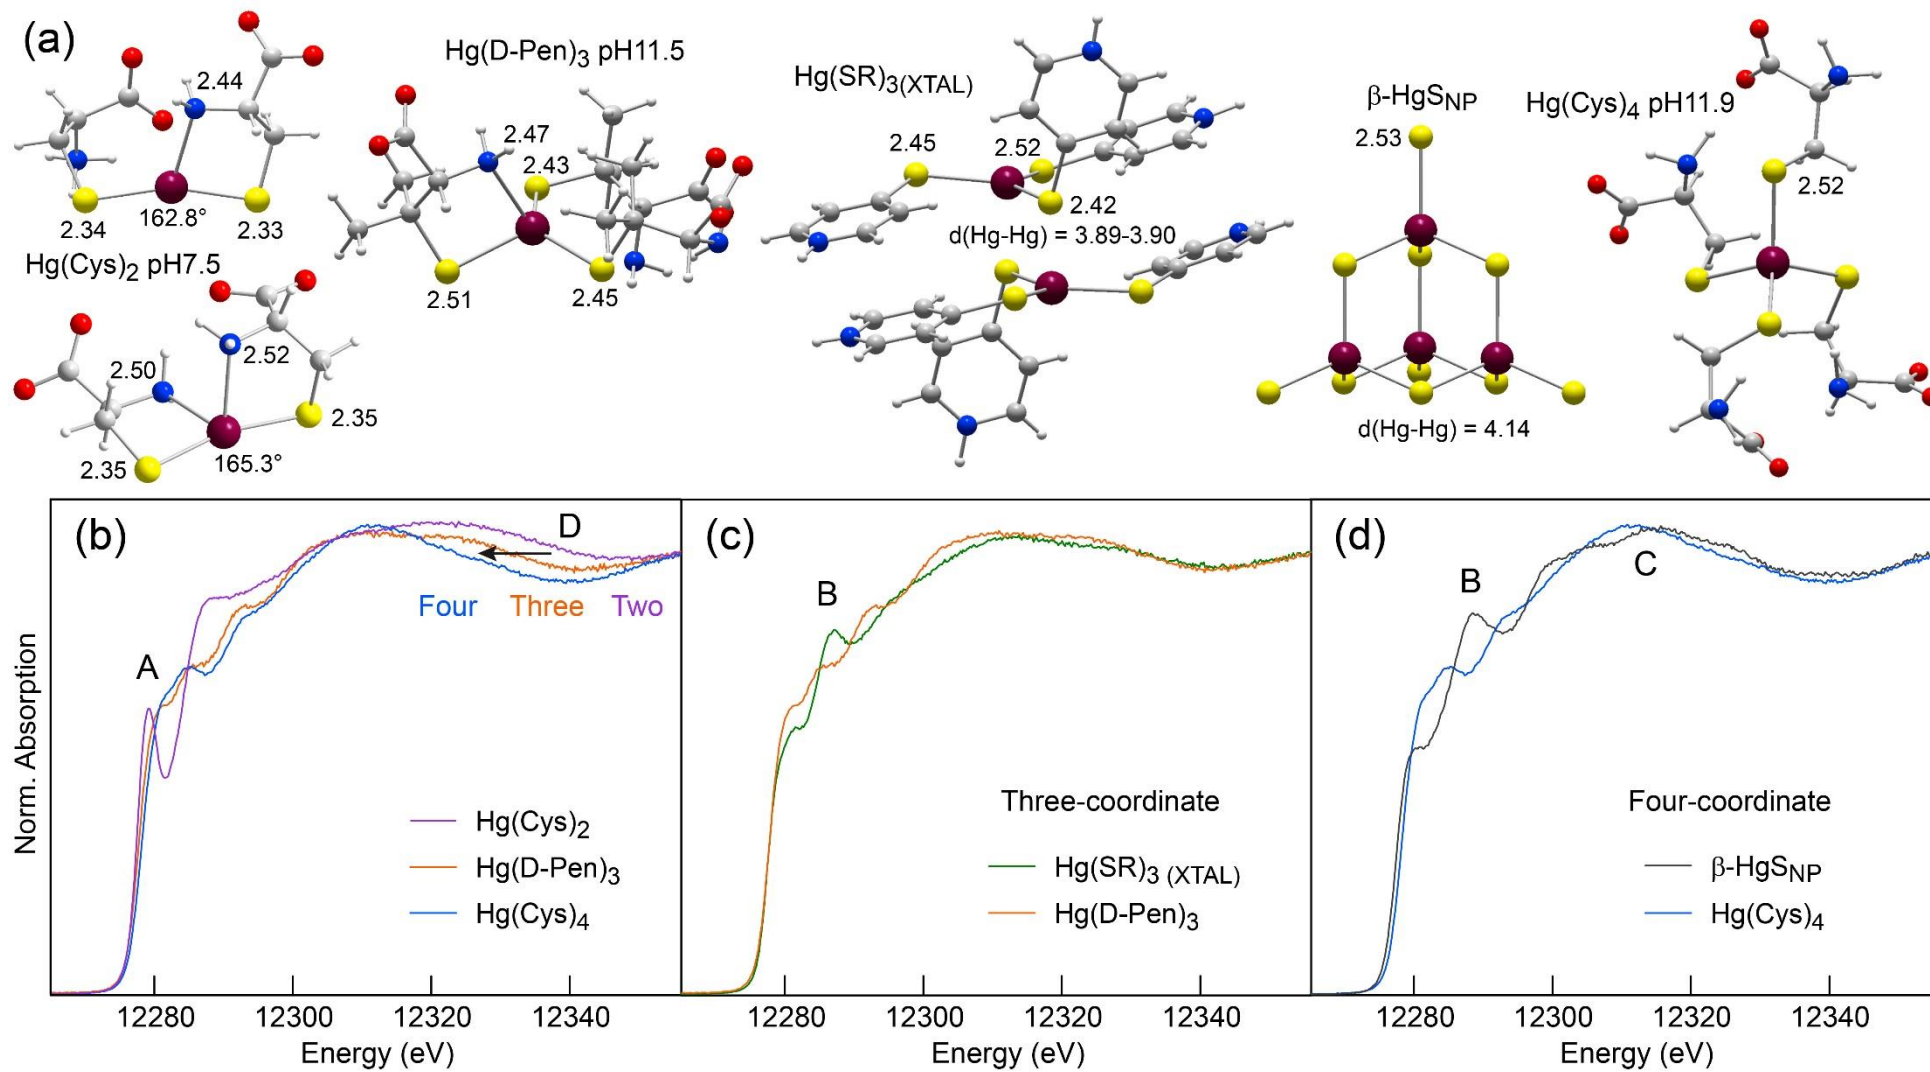 (a)
2.44
2.34
162.8°
2.33
Hg(Cys)2 pH7.5
2.50
2.52
2.35
2.35
165.3°
Hg(D-Pen)3 pH11.5
2.47
2.43
2.51
2.45
Hg(SR)3(XTAL)
2.45
2.52
2.42
d(Hg-Hg) = 3.89-3.90
β-HgSNP
2.53
d(Hg-Hg) = 4.14
Hg(Cys)4 pH11.9
2.52
(b)
D
Four Three Two
A
Hg(Cys)2
Hg(D-Pen)3
Hg(Cys)4
Norm. Absorption
12280 12300 12320 12340
Energy (eV)
(c)
B
Three-coordinate
Hg(SR)3 (XTAL)
Hg(D-Pen)3
12280 12300 12320 12340
Energy (eV)
(d)
B
C
Four-coordinate
β-HgSNP
Hg(Cys)4
12280 12300 12320 12340
Energy (eV)